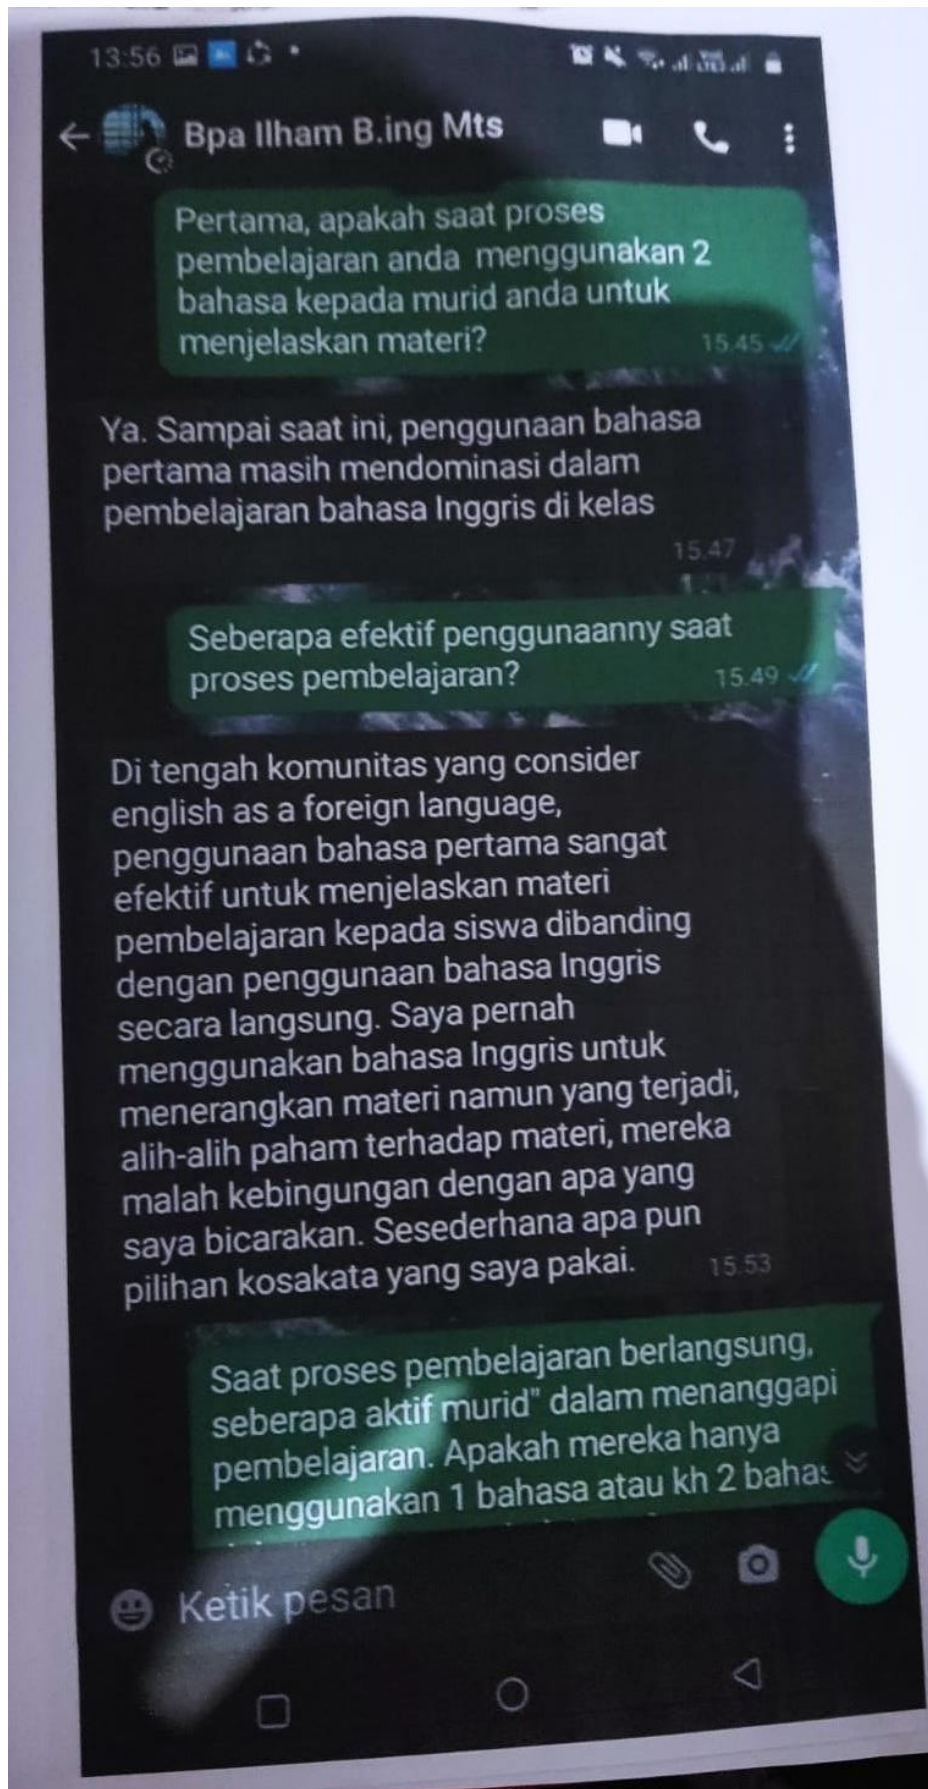 13:56
Bpa Ilham B.ing Mts
Pertama, apakah saat proses
pembelajaran anda menggunakan 2
bahasa kepada murid anda untuk
menjelaskan materi?
15.45
Ya. Sampai saat ini, penggunaan bahasa
pertama masih mendominasi dalam
pembelajaran bahasa Inggris di kelas
15.47
Seberapa efektif penggunaanny saat
proses pembelajaran?
15.49
Di tengah komunitas yang consider
english as a foreign language,
penggunaan bahasa pertama sangat
efektif untuk menjelaskan materi
pembelajaran kepada siswa dibanding
dengan penggunaan bahasa Inggris
secara langsung. Saya pernah
menggunakan bahasa Inggris untuk
menerangkan materi namun yang terjadi,
alih-alih paham terhadap materi, mereka
malah kebingungan dengan apa yang
saya bicarakan. Sesederhana apa pun
pilihan kosakata yang saya pakai.
15.53
Saat proses pembelajaran berlangsung,
seberapa aktif murid" dalam menanggapi
pembelajaran. Apakah mereka hanya
menggunakan 1 bahasa atau kh 2 bahas
Ketik pesan